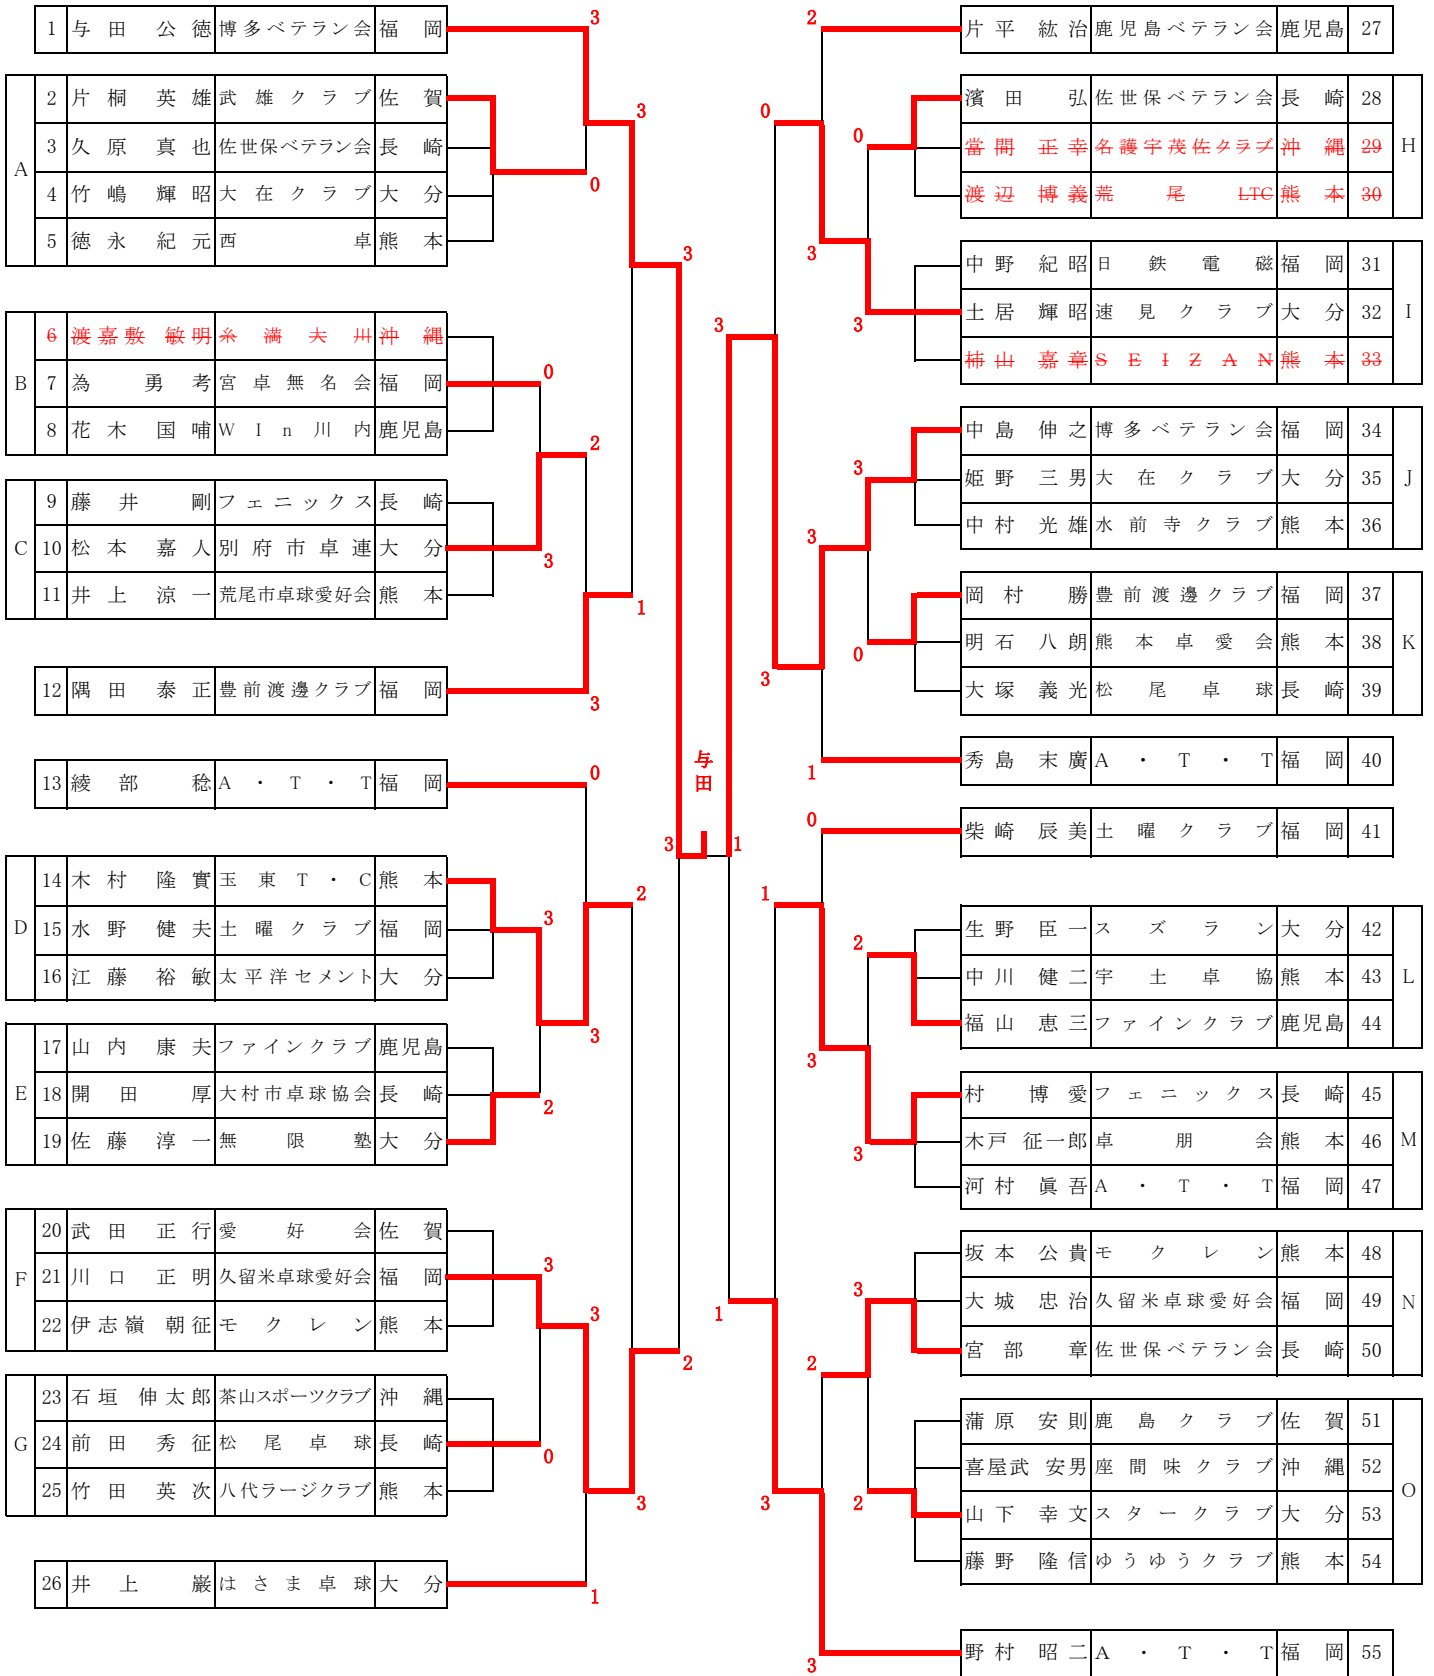 1 与田 公徳 博多ベテラン会 福岡
A
2 片桐 英雄 武雄クラブ 佐賀
3 久原 真也 佐世保ベテラン会 長崎
4 竹嶋 輝昭 大在クラブ 大分
5 徳永 紀元 西卓 熊本
B
6 渡嘉敷 敏明 糸満夫卅 沖縄
7 為 勇考 宮卓無名会 福岡
8 花木 国哺 WIn川内 鹿児島
C
9 藤井 剛 フェニックス 長崎
10 松本 嘉人 別府市卓連 大分
11 井上 涼一 荒尾市卓球愛好会 熊本
12 隅田 泰正 豊前渡邊クラブ 福岡
13 綾部 稔 A・T・T 福岡
D
14 木村 隆實 玉東T・C 熊本
15 水野 健夫 土曜クラブ 福岡
16 江藤 裕敏 太平洋セメント 大分
E
17 山内 康夫 ファインクラブ 鹿児島
18 開田 厚 大村市卓球協会 長崎
19 佐藤 淳一 無限塾 大分
F
20 武田 正行 愛好会 佐賀
21 川口 正明 久留米卓球愛好会 福岡
22 伊志嶺 朝征 モクレン 熊本
G
23 石垣 伸太郎 茶山スポーツクラブ 沖縄
24 前田 秀征 松尾卓球 長崎
25 竹田 英次 八代ラージクラブ 熊本
26 井上 巌 はさま卓球 大分
3
3
0
3
0
2
3
1
3
0
3
2
3
2
3
3
2
0
3
1
3
与田
1
2
0
0
3
3
3
3
3
0
3
1
0
1
2
3
3
1
3
2
2
3
3
片平 紘治 鹿児島ベテラン会 鹿児島 27
H
濱田 弘 佐世保ベテラン会 長崎 28
當間 正幸 名護宇茂佐クラブ 沖縄 29
渡辺 博義 荒尾LTC 熊本 30
I
中野 紀昭 日鉄電磁 福岡 31
土居 輝昭 速見クラブ 大分 32
柿山 嘉章 SEIZAN 熊本 33
J
中島 伸之 博多ベテラン会 福岡 34
姫野 三男 大在クラブ 大分 35
中村 光雄 水前寺クラブ 熊本 36
K
岡村 勝 豊前渡邊クラブ 福岡 37
明石 八朗 熊本卓愛会 熊本 38
大塚 義光 松尾卓球 長崎 39
秀島 末廣 A・T・T 福岡 40
柴崎 辰美 土曜クラブ 福岡 41
L
生野 臣一 スズラン 大分 42
中川 健二 宇土卓協 熊本 43
福山 恵三 ファインクラブ 鹿児島 44
M
村 博愛 フェニックス 長崎 45
木戸 征一郎 卓朋会 熊本 46
河村 眞吾 A・T・T 福岡 47
N
坂本 公貴 モクレン 熊本 48
大城 忠治 久留米卓球愛好会 福岡 49
宮部 章 佐世保ベテラン会 長崎 50
O
蒲原 安則 鹿島クラブ 佐賀 51
喜屋武 安男 座間味クラブ 沖縄 52
山下 幸文 スタークラブ 大分 53
藤野 隆信 ゆうゆうクラブ 熊本 54
野村 昭二 A・T・T 福岡 55